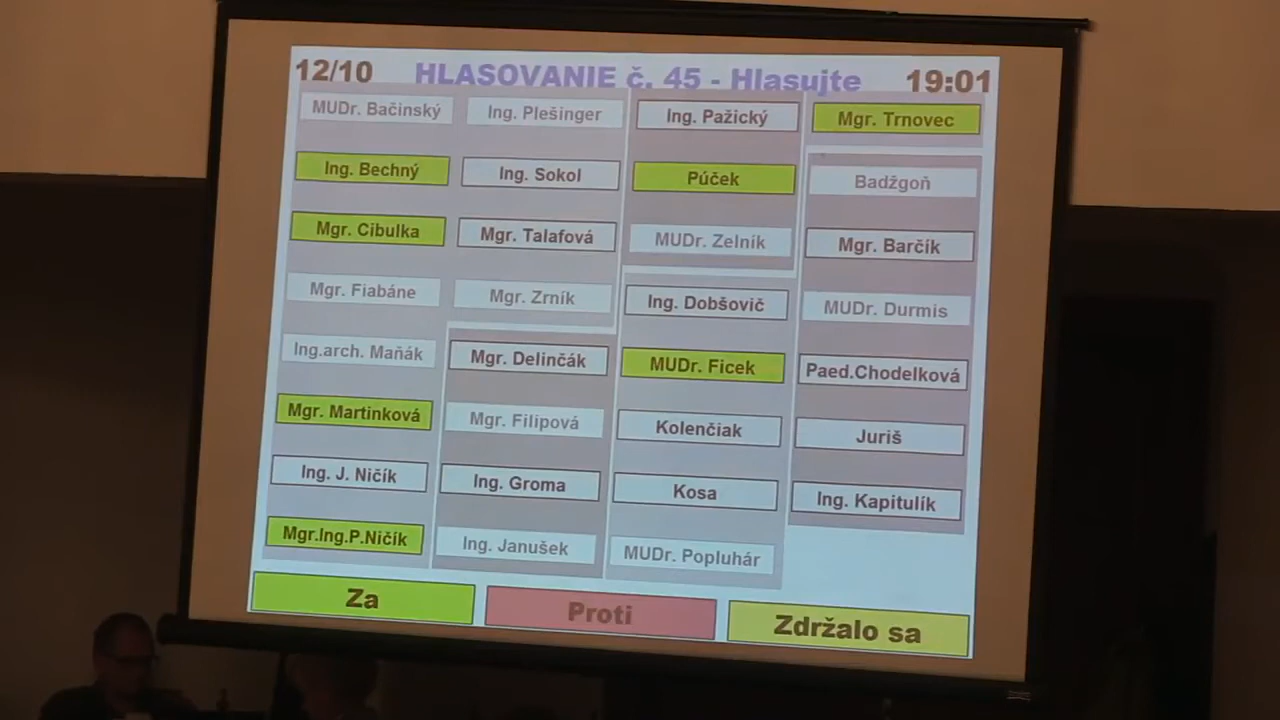 12/10 HLASOVANIE č. 45 - Hlasujte 19:01
MUDr. Bačinský
Ing. Bechný
Mgr. Cibulka
Mgr. Fiabáne
Ing.arch. Maňák
Mgr. Martinková
Ing. J. Ničík
Mgr.Ing.P.Ničik
Ing. Plešinger
Ing. Sokol
Mgr. Talafová
Mgr. Zrník
Mgr. Delinčák
Mgr. Filipová
Ing. Groma
Ing. Janušek
Ing. Pažický
Púček
MUDr. Zelník
Ing. Dobšovič
MUDr. Ficek
Kolenčiak
Kosa
MUDr. Popluhár
Mgr. Trnovec
Badžgoň
Mgr. Barčík
MUDr. Durmis
Paed.Chodelková
Juriš
Ing. Kapitulík
Za
Proti
Zdržalo sa